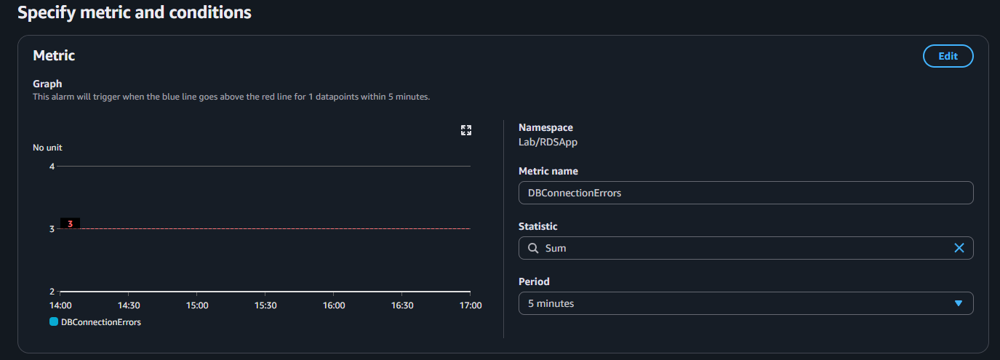 Specify metric and conditions
Metric
Edit
Graph
This alarm will trigger when the blue line goes above the red line for 1 datapoints within 5 minutes.
No unit
4
3
3
2
14:00
14:30
15:00
15:30
16:00
16:30
17:00
DBConnectionErrors
Namespace
Lab/RDSApp
Metric name
DBConnectionErrors
Statistic
Sum
Period
5 minutes